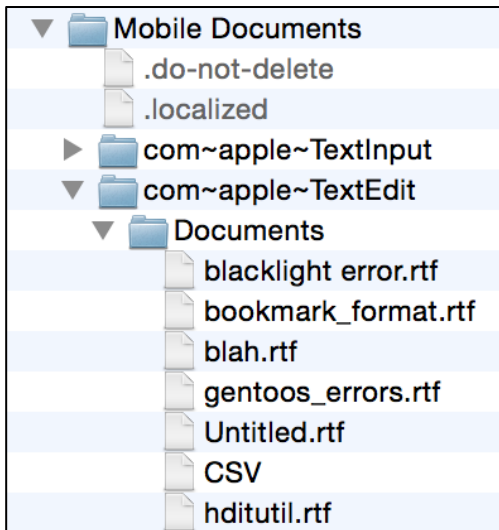 Mobile Documents
.do-not-delete
.localized
com~apple~TextInput
com~apple~TextEdit
Documents
blacklight error.rtf
bookmark_format.rtf
blah.rtf
gentoos_errors.rtf
Untitled.rtf
CSV
hditutil.rtf